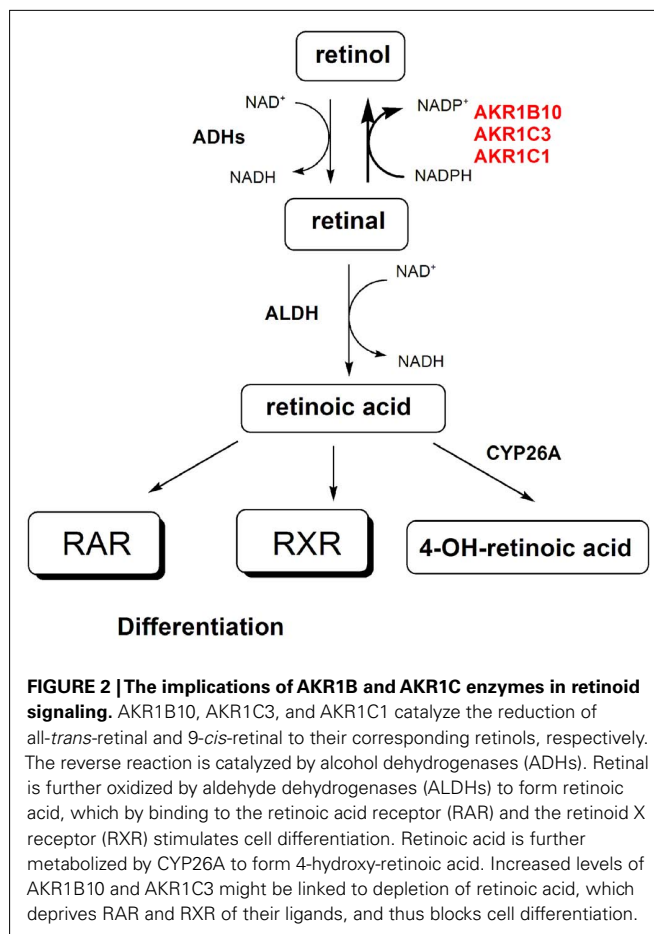 retinol
NAD⁺
NADP⁺ AKR1B10
ADHs
AKR1C3
AKR1C1
NADH
NADPH
retinal
NAD⁺
ALDH
NADH
retinoic acid
CYP26A
RAR
RXR
4-OH-retinoic acid
Differentiation
FIGURE 2 | The implications of AKR1B and AKR1C enzymes in retinoid
signaling. AKR1B10, AKR1C3, and AKR1C1 catalyze the reduction of
all-trans-retinal and 9-cis-retinal to their corresponding retinols, respectively.
The reverse reaction is catalyzed by alcohol dehydrogenases (ADHs). Retinal
is further oxidized by aldehyde dehydrogenases (ALDHs) to form retinoic
acid, which by binding to the retinoic acid receptor (RAR) and the retinoid X
receptor (RXR) stimulates cell differentiation. Retinoic acid is further
metabolized by CYP26A to form 4-hydroxy-retinoic acid. Increased levels of
AKR1B10 and AKR1C3 might be linked to depletion of retinoic acid, which
deprives RAR and RXR of their ligands, and thus blocks cell differentiation.